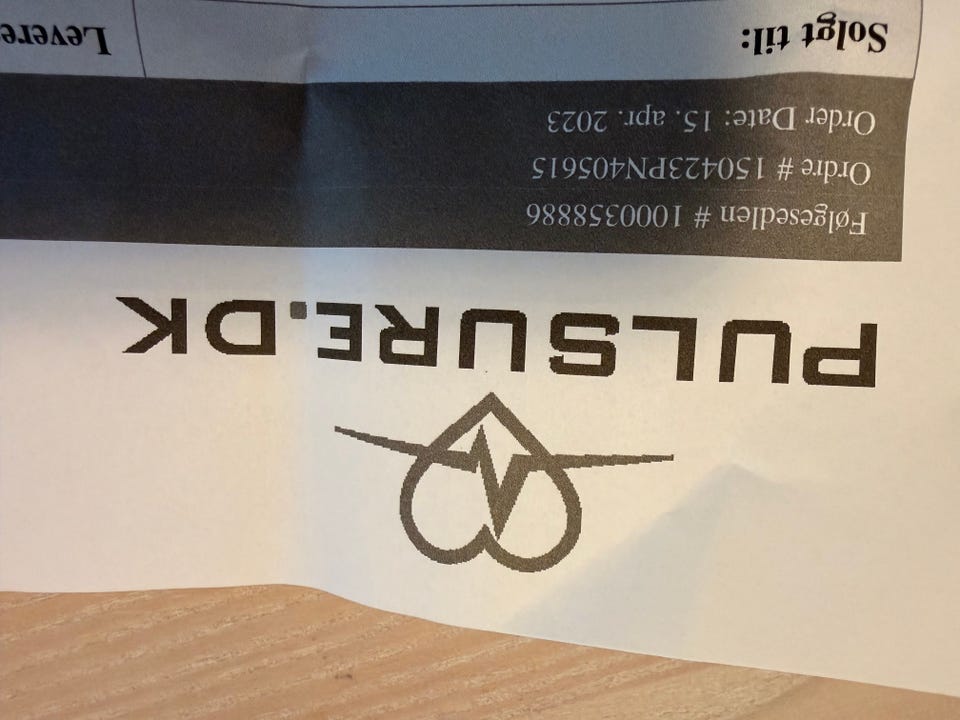 PULSURE.DK
Følgesedlen # 1000358886
Ordre # 150423PN405615
Order Date: 15. apr. 2023
Solgt til:
Levere